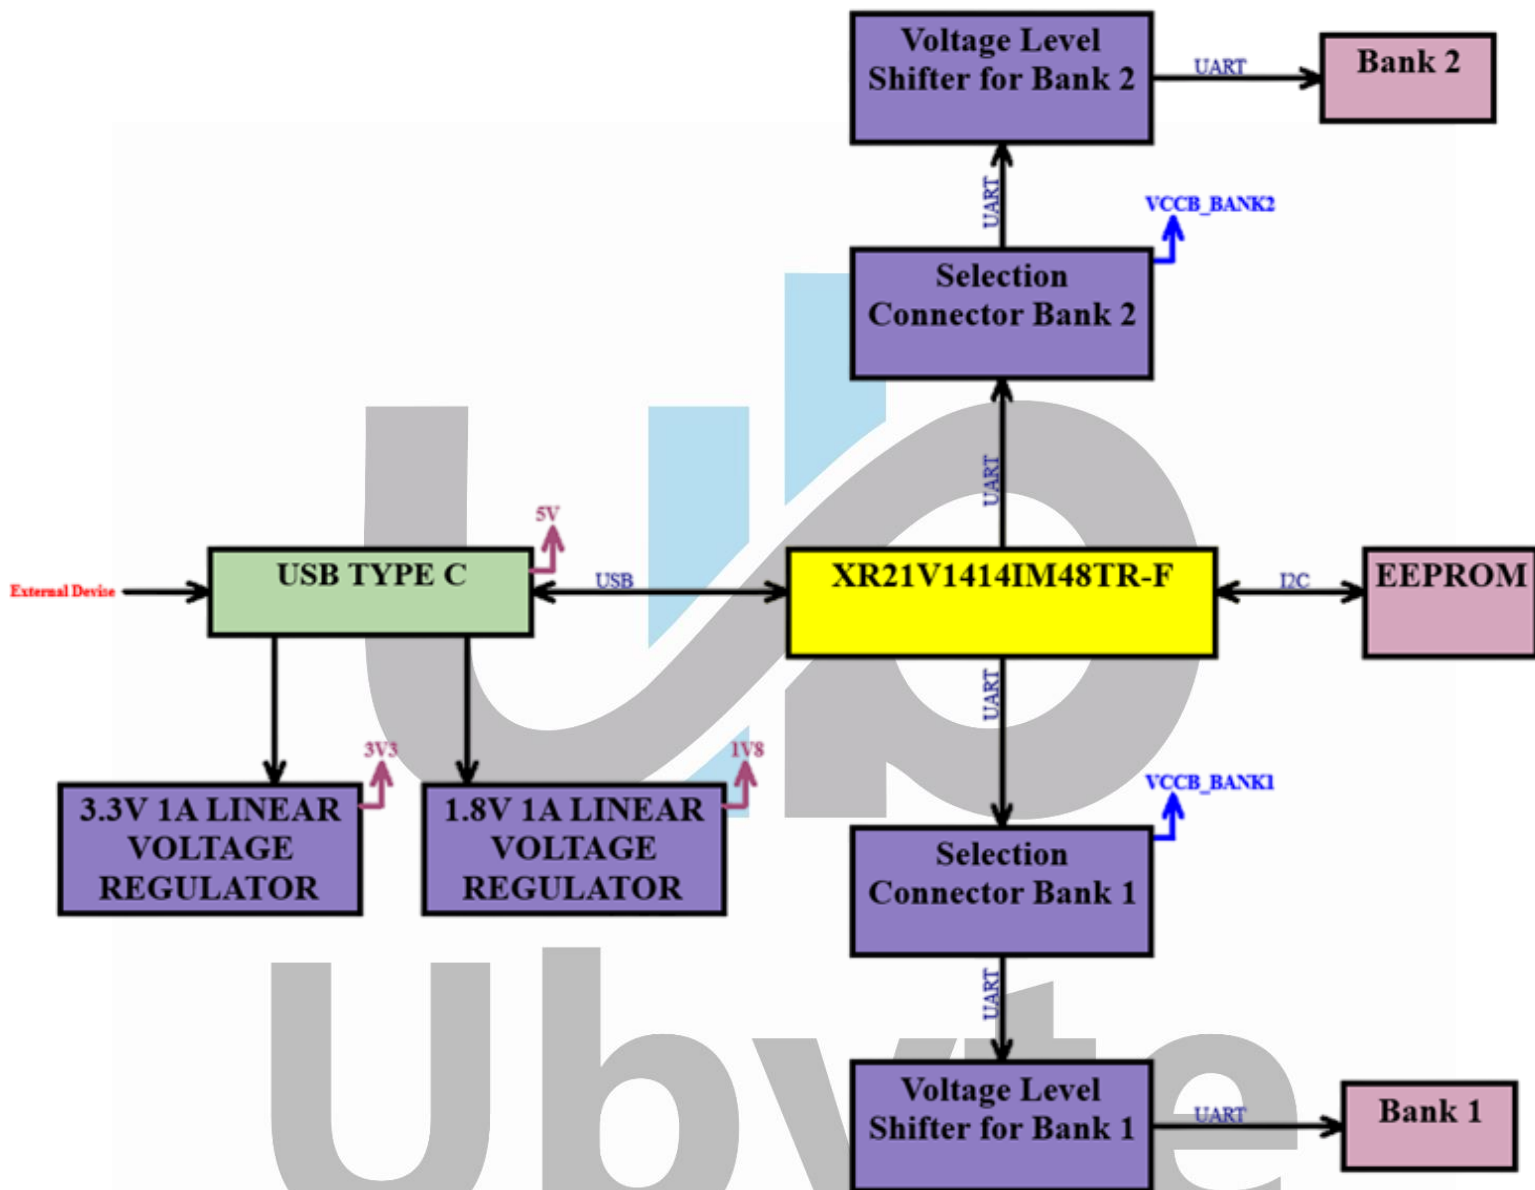 Voltage Level
Shifter for Bank 2
UART
Bank 2
UART
VCCB_BANK2
Selection
Connector Bank 2
UART
5V
External Devise
USB TYPE C
USB
XR21V1414IM48TR-F
I2C
EEPROM
UART
3V3
1V8
3.3V 1A LINEAR
VOLTAGE
REGULATOR
1.8V 1A LINEAR
VOLTAGE
REGULATOR
VCCB_BANK1
Selection
Connector Bank 1
UART
Voltage Level
Shifter for Bank 1
UART
Bank 1
Ubyte